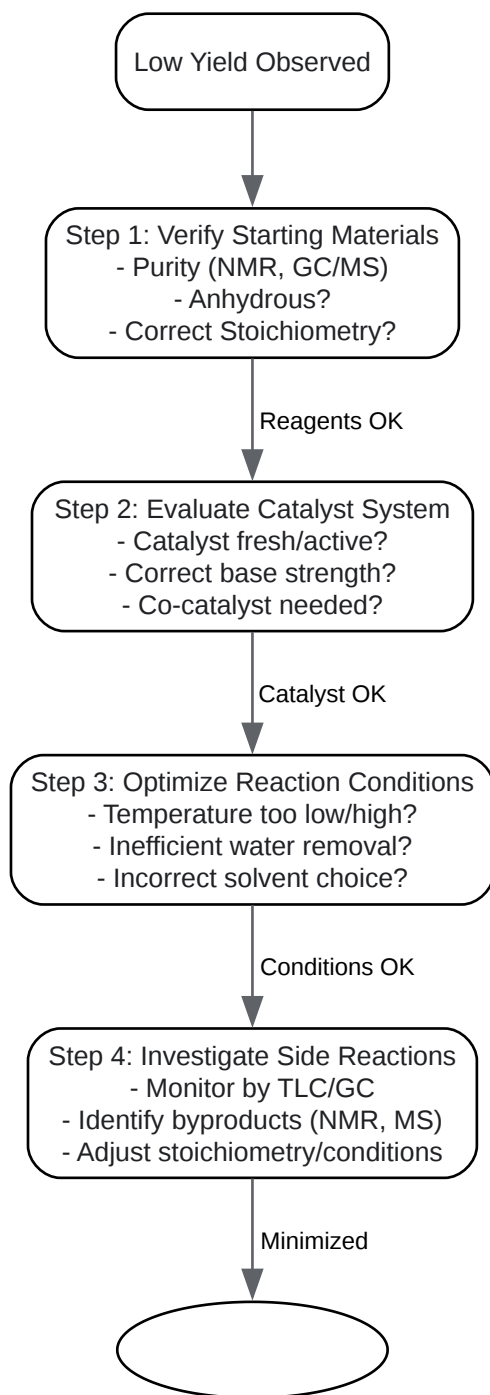 Low Yield Observed
Step 1: Verify Starting Materials
- Purity (NMR, GC/MS)
- Anhydrous?
- Correct Stoichiometry?
Reagents OK
Step 2: Evaluate Catalyst System
- Catalyst fresh/active?
- Correct base strength?
- Co-catalyst needed?
Catalyst OK
Step 3: Optimize Reaction Conditions
- Temperature too low/high?
- Inefficient water removal?
- Incorrect solvent choice?
Conditions OK
Step 4: Investigate Side Reactions
- Monitor by TLC/GC
- Identify byproducts (NMR, MS)
- Adjust stoichiometry/conditions
Minimized